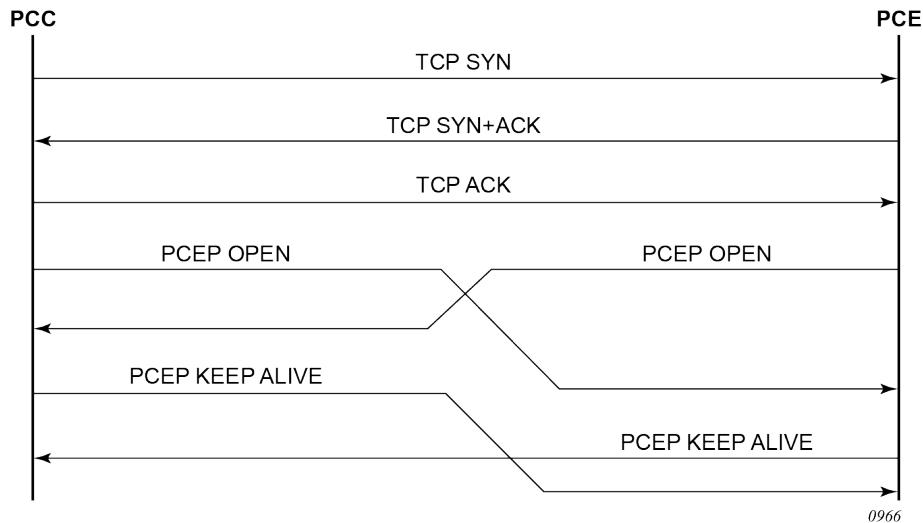 PCC
PCE
TCP SYN
TCP SYN+ACK
TCP ACK
PCEP OPEN
PCEP OPEN
PCEP KEEP ALIVE
PCEP KEEP ALIVE
0966